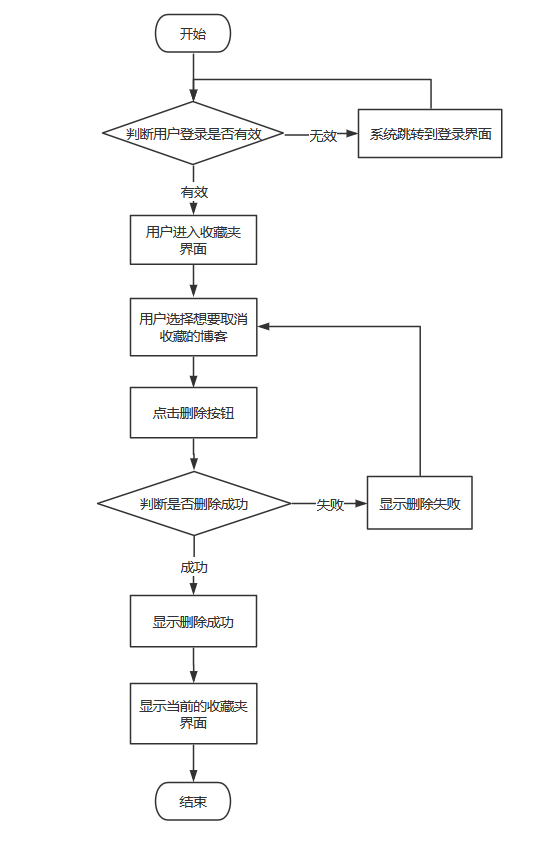 开始
判断用户登录是否有效
无效
系统跳转到登录界面
有效
用户进入收藏夹
界面
用户选择想要取消
收藏的博客
点击删除按钮
判断是否删除成功
失败
显示删除失败
成功
显示删除成功
显示当前的收藏夹
界面
结束